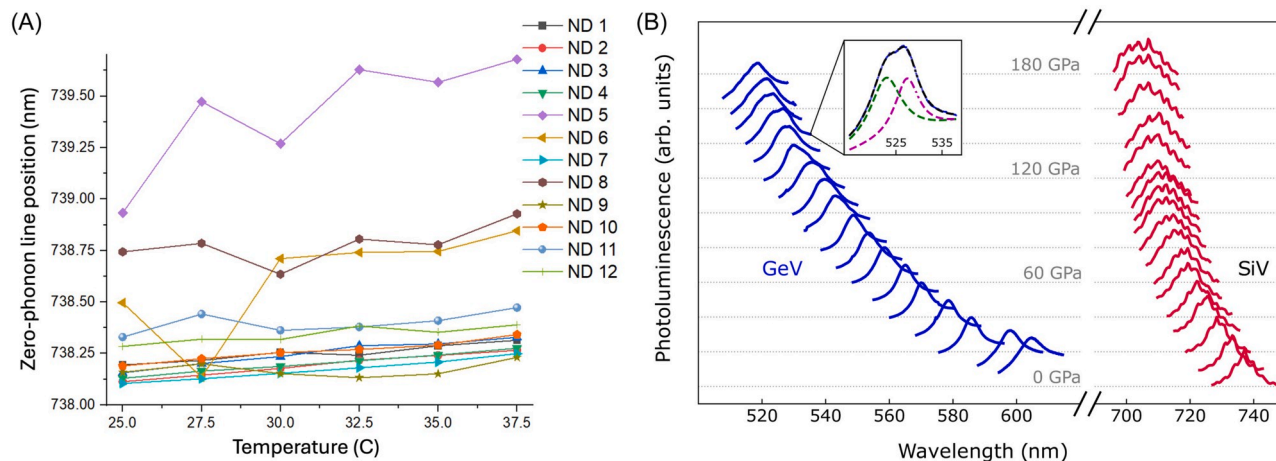 (A)
Zero-phonon line position (nm)
739.50
739.25
739.00
738.75
738.50
738.25
738.00
25.0 27.5 30.0 32.5 35.0 37.5
Temperature (C)
ND 1
ND 2
ND 3
ND 4
ND 5
ND 6
ND 7
ND 8
ND 9
ND 10
ND 11
ND 12
(B)
Photoluminescence (arb. units)
180 GPa
120 GPa
60 GPa
0 GPa
525 535
GeV
SiV
520 540 560 580 600 700 720 740
Wavelength (nm)